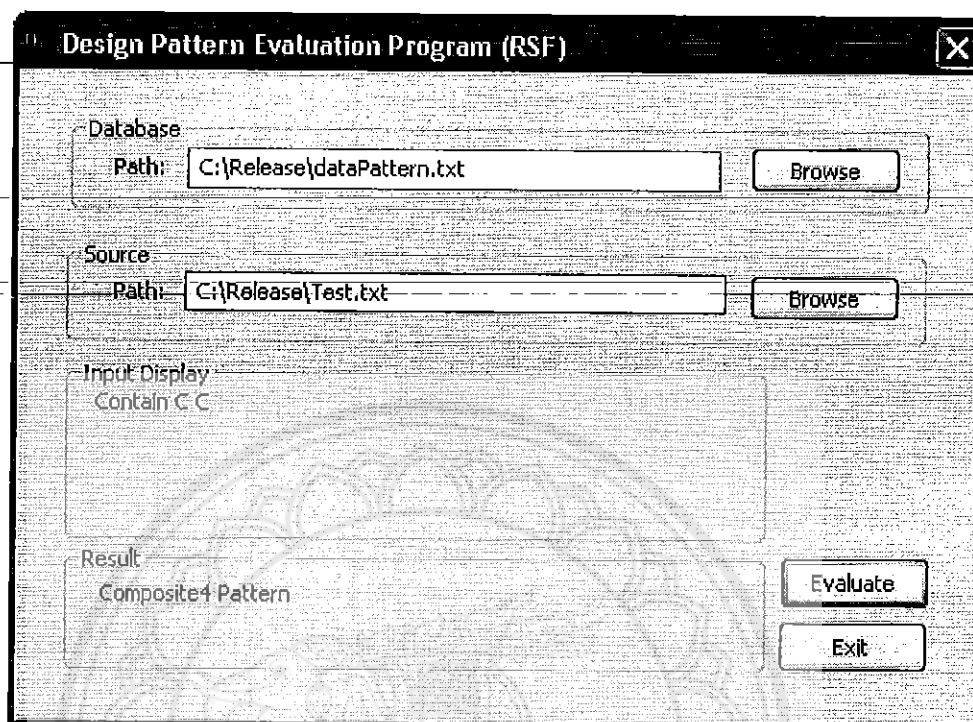 Design Pattern Evaluation Program (RSF)
Database
Path: C:\Release\dataPattern.txt Browse
Source
Path: C:\Release\Test.txt Browse
Input Display
Contain C C
Result
Composite4 Pattern
Evaluate
Exit